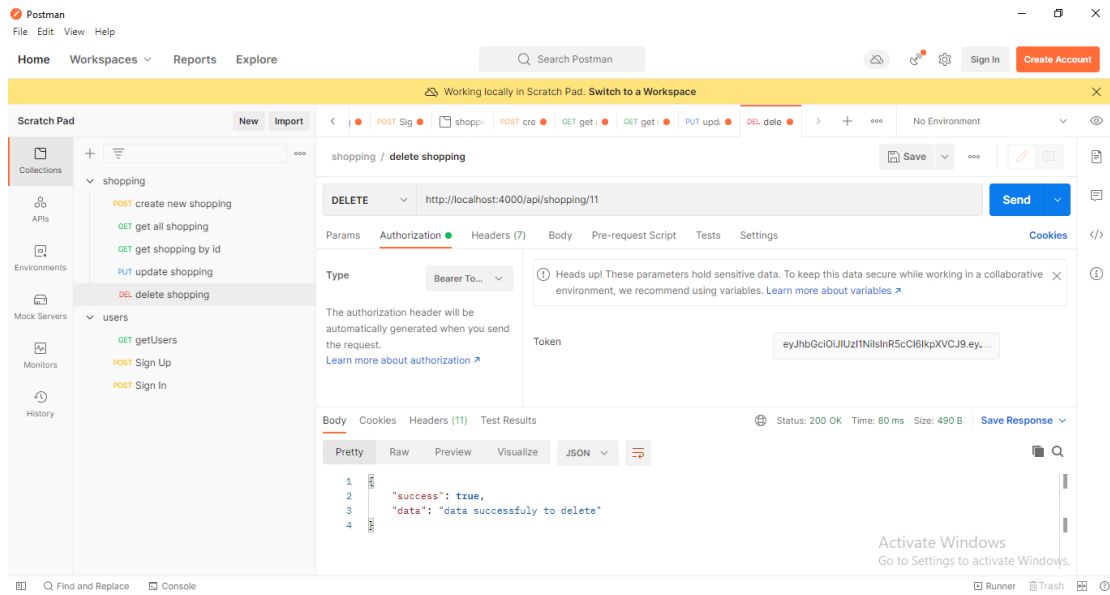 Postman
File Edit View Help
Home Workspaces Reports Explore Search Postman Sign In Create Account
Working locally in Scratch Pad. Switch to a Workspace
Scratch Pad New Import
POST Sig shoppi POST cre GET get GET get PUT upd DEL dele No Environment
Collections
APIs
Environments
Mock Servers
Monitors
History
shopping
POST create new shopping
GET get all shopping
GET get shopping by id
PUT update shopping
DEL delete shopping
users
GET getUsers
POST Sign Up
POST Sign In
shopping / delete shopping Save
DELETE http://localhost:4000/api/shopping/11 Send
Params Authorization Headers (7) Body Pre-request Script Tests Settings Cookies
Type Bearer To...
The authorization header will be
automatically generated when you send
the request.
Learn more about authorization ↗
Heads up! These parameters hold sensitive data. To keep this data secure while working in a collaborative
environment, we recommend using variables. Learn more about variables ↗
Token eyJhbGciOiJIUzI1NiIsInR5cCI6IkpXVCJ9.ey...
Body Cookies Headers (11) Test Results Status: 200 OK Time: 80 ms Size: 490 B Save Response
Pretty Raw Preview Visualize JSON
1 {
2 "success": true,
3 "data": "data successfuly to delete"
4 }
Activate Windows
Go to Settings to activate Windows.
Find and Replace Console Runner Trash